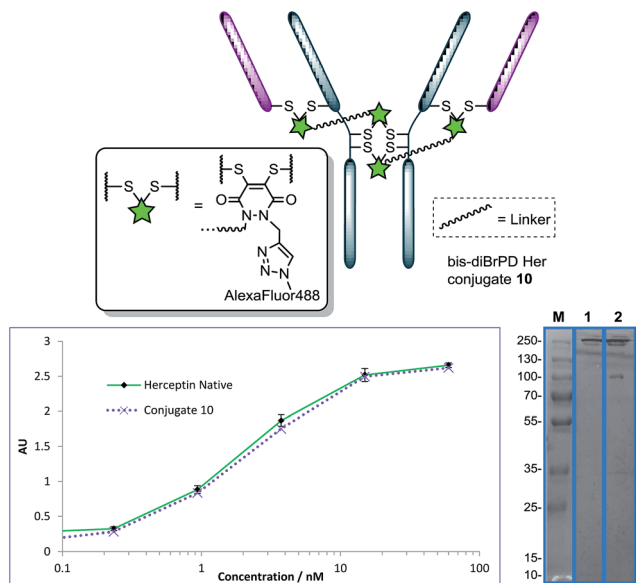 S S S S
S S
S S
S S = S S
O O
N N
N
N
N
AlexaFluor488
= Linker
bis-diBrPD Her
conjugate 10
3
2.5
2
1.5
1
0.5
0
AU
Herceptin Native
Conjugate 10
0.1 1 10 100
Concentration / nM
M 1 2
250-
130-
100-
70-
55-
35-
25-
15-
10-